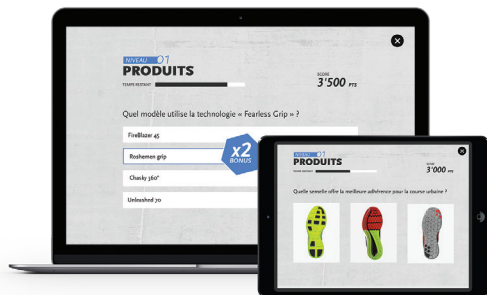 NIVEAU 01
PRODUITS
TEMPS RESTANT
SCORE
3'500 PTS
Quel modèle utilise la technologie « Fearless Grip » ?
FireBlazer 45
Roshemon grip
Chasky 360°
Unleashed 70
x2
BONUS
NIVEAU 01
PRODUITS
TEMPS RESTANT
SCORE
3'000 PTS
Quelle semelle offre la meilleure adhérence pour la course urbaine ?